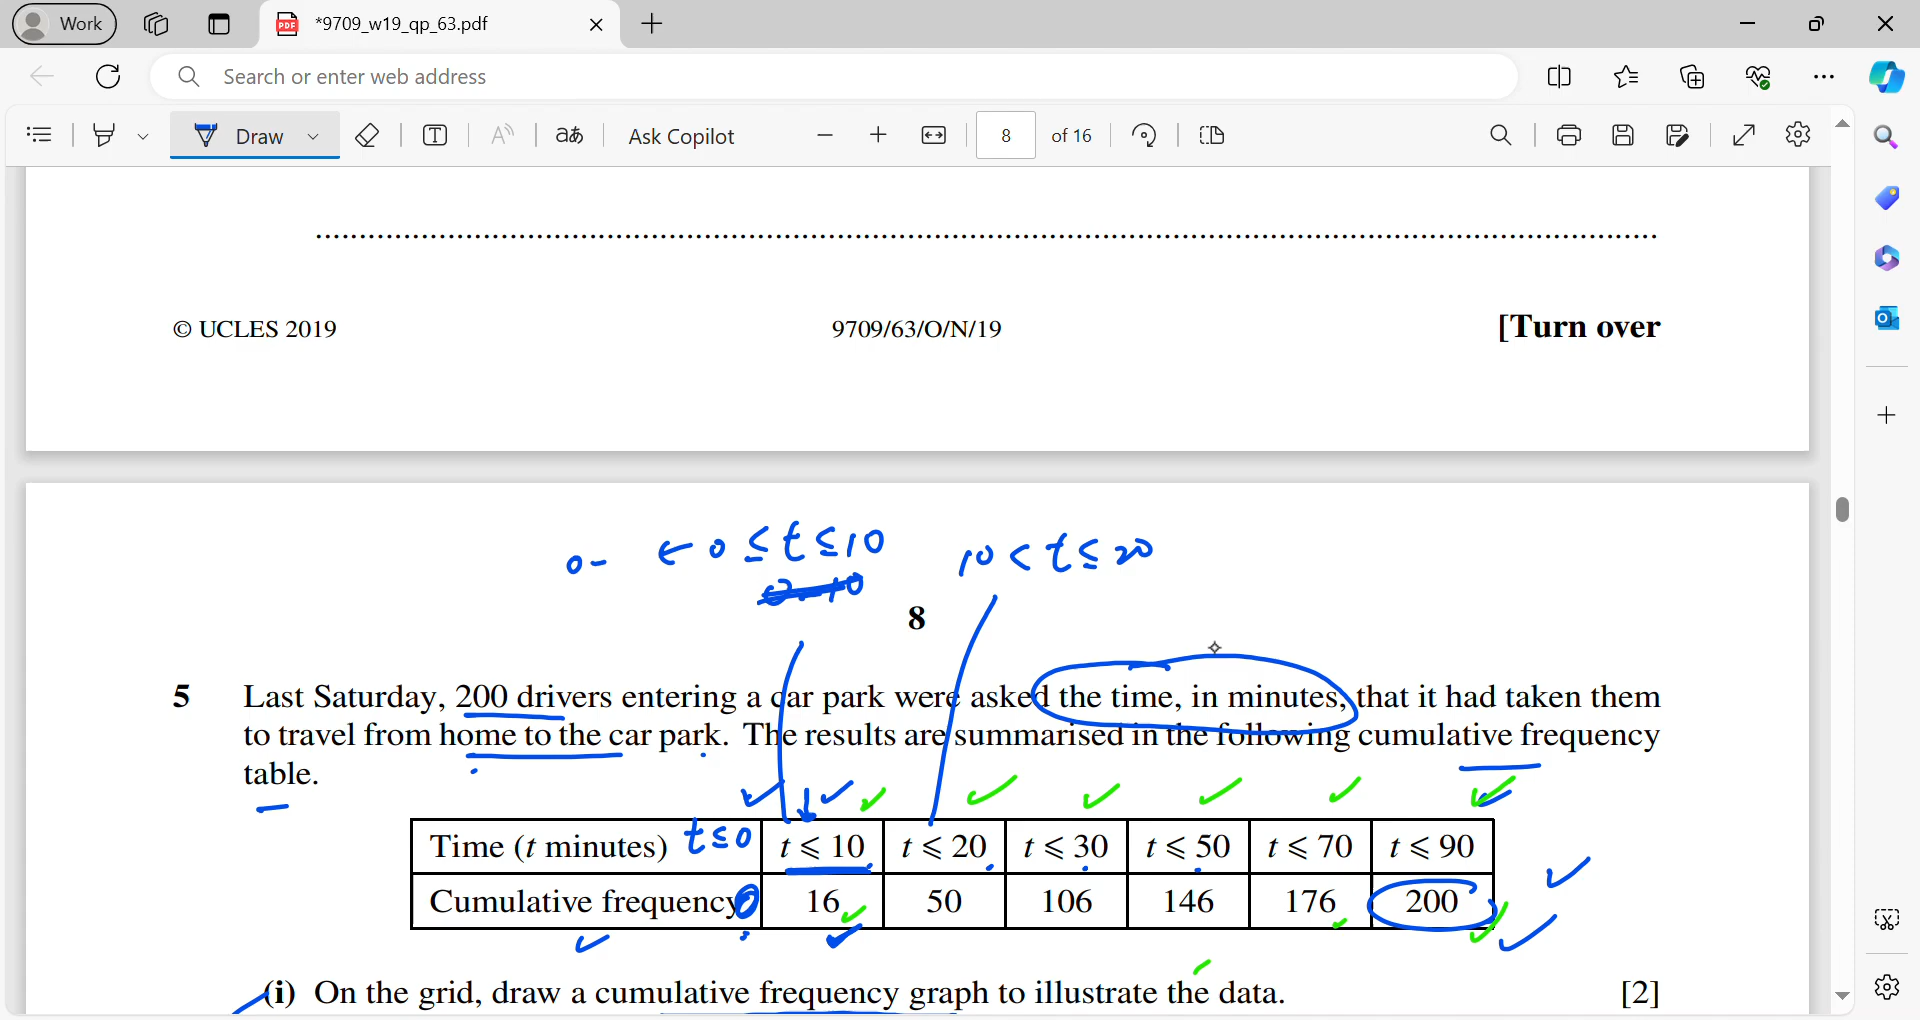 Work
*9709_w19_qp_63.pdf
Search or enter web address
Draw
T
A
aあ
Ask Copilot
8 of 16
© UCLES 2019
9709/63/O/N/19
[Turn over
0- ← 0 ≤ t ≤ 10
10 < t ≤ 20
0-10
8
5 Last Saturday, 200 drivers entering a car park were asked the time, in minutes, that it had taken them
to travel from home to the car park. The results are summarised in the following cumulative frequency
table.
Time (t minutes) t ≤ 0 t ⩽ 10 t ⩽ 20 t ⩽ 30 t ⩽ 50 t ⩽ 70 t ⩽ 90
Cumulative frequency 0 16 50 106 146 176 200
(i) On the grid, draw a cumulative frequency graph to illustrate the data. [2]